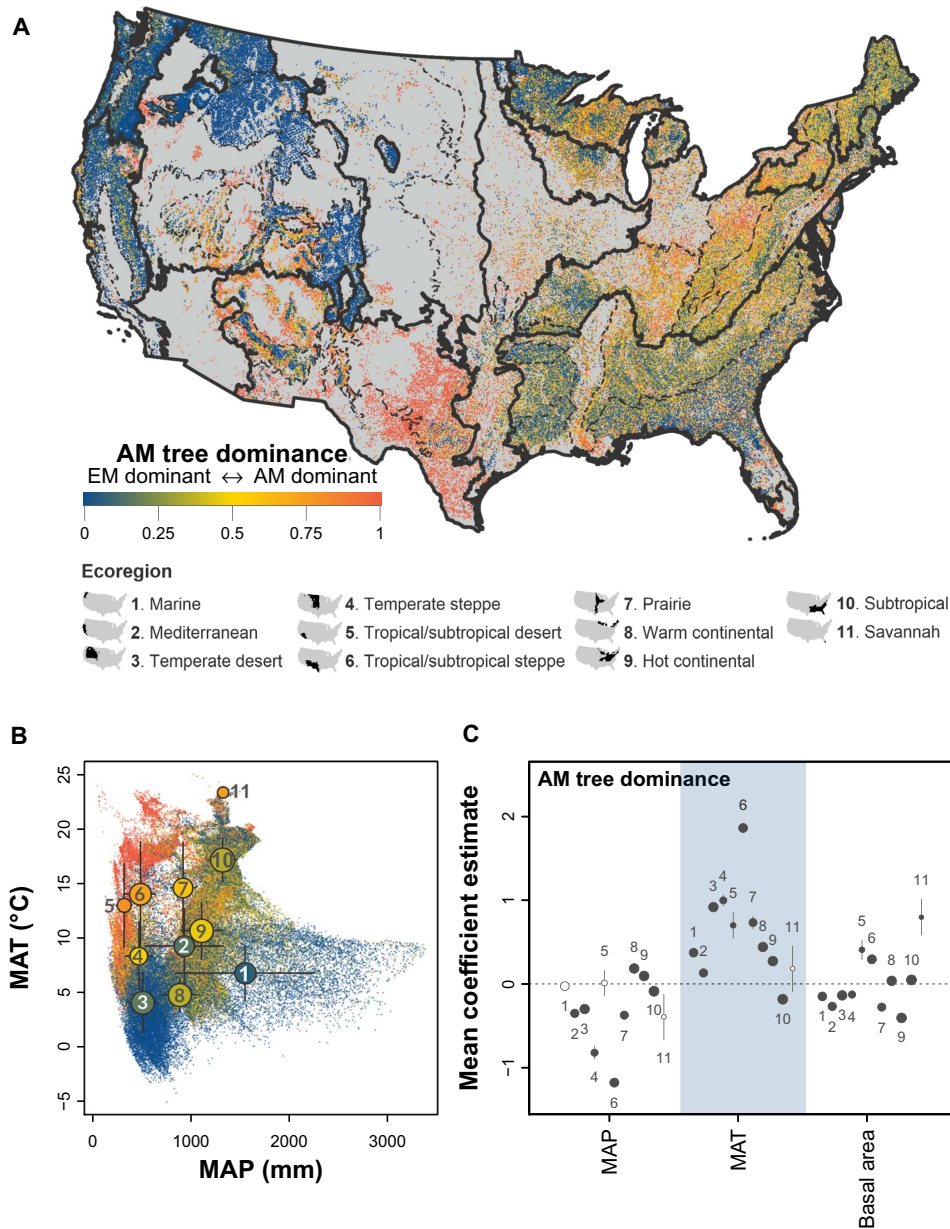 A
AM tree dominance
EM dominant ↔ AM dominant
0 0.25 0.5 0.75 1
Ecoregion
1. Marine
2. Mediterranean
3. Temperate desert
4. Temperate steppe
5. Tropical/subtropical desert
6. Tropical/subtropical steppe
7. Prairie
8. Warm continental
9. Hot continental
10. Subtropical
11. Savannah
B
MAT (°C)
25
20
15
10
5
0
−5
11
10
6
7
5
9
4
2
1
3
8
0 1000 2000 3000
MAP (mm)
C
AM tree dominance
Mean coefficient estimate
2
1
0
−1
1
2
3
4
5
6
7
8
9
10
11
1
2
3
4
5
6
7
8
9
10
11
1
2
3
4
5
6
7
8
9
10
11
MAP
MAT
Basal area